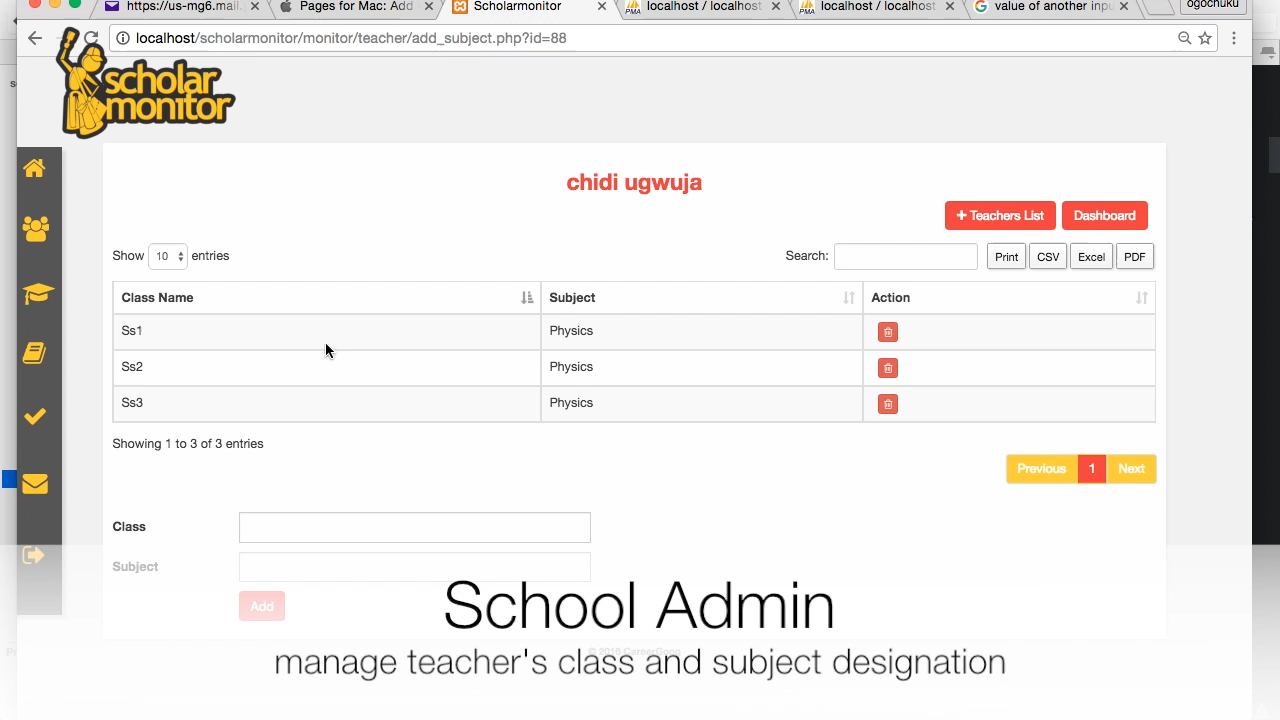 https://us-mg6.mail.
Pages for Mac: Add
Scholarmonitor
localhost / localhost
localhost / localhost
value of another inpu
ogochuku
localhost/scholarmonitor/monitor/teacher/add_subject.php?id=88
scholar
monitor
chidi ugwuja
Teachers List
Dashboard
Show 10 entries
Search:
Print
CSV
Excel
PDF
Class Name
Subject
Action
Ss1
Physics
Ss2
Physics
Ss3
Physics
Showing 1 to 3 of 3 entries
Previous
1
Next
Class
Subject
Add
School Admin
© 2016 CareerGong
manage teacher's class and subject designation